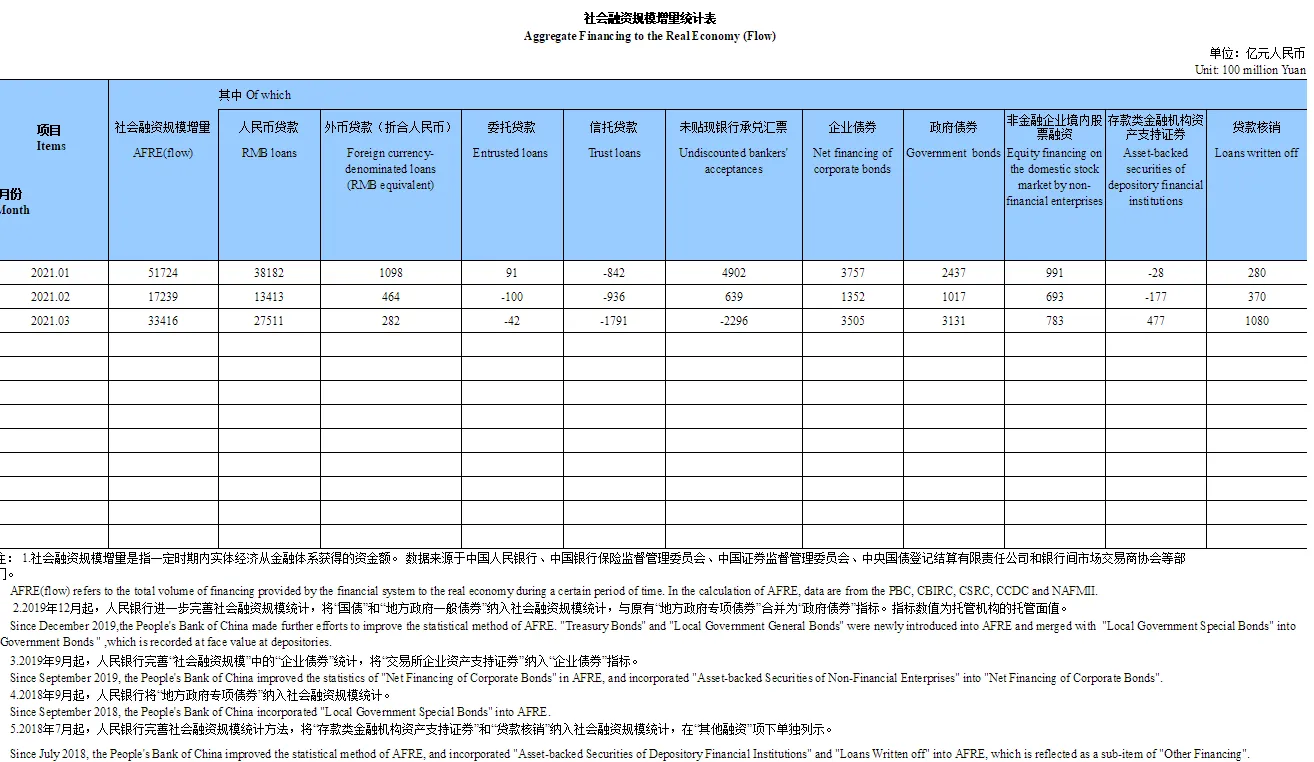 社会融资规模增量统计表
Aggregate Financing to the Real Economy (Flow)
单位：亿元人民币
Unit: 100 million Yuan
项目
Items
月份
Month
其中 Of which
社会融资规模增量
AFRE(flow)
人民币贷款
RMB loans
外币贷款（折合人民币）
Foreign currency-
denominated loans
(RMB equivalent)
委托贷款
Entrusted loans
信托贷款
Trust loans
未贴现银行承兑汇票
Undiscounted bankers'
acceptances
企业债券
Net financing of
corporate bonds
政府债券
Government bonds
非金融企业境内股
票融资
Equity financing on
the domestic stock
market by non-
financial enterprises
存款类金融机构资
产支持证券
Asset-backed
securities of
depository financial
institutions
贷款核销
Loans written off
2021.01 51724 38182 1098 91 -842 4902 3757 2437 991 -28 280
2021.02 17239 13413 464 -100 -936 639 1352 1017 693 -177 370
2021.03 33416 27511 282 -42 -1791 -2296 3505 3131 783 477 1080
注： 1.社会融资规模增量是指一定时期内实体经济从金融体系获得的资金额。 数据来源于中国人民银行、中国银行保险监督管理委员会、中国证券监督管理委员会、中央国债登记结算有限责任公司和银行间市场交易商协会等部
门。
AFRE(flow) refers to the total volume of financing provided by the financial system to the real economy during a certain period of time. In the calculation of AFRE, data are from the PBC, CBIRC, CSRC, CCDC and NAFMII.
2.2019年12月起，人民银行进一步完善社会融资规模统计，将“国债”和“地方政府一般债券”纳入社会融资规模统计，与原有“地方政府专项债券”合并为“政府债券”指标。指标数值为托管机构的托管面值。
Since December 2019,the People's Bank of China made further efforts to improve the statistical method of AFRE. "Treasury Bonds" and "Local Government General Bonds" were newly introduced into AFRE and merged with "Local Government Special Bonds" into
Government Bonds " ,which is recorded at face value at depositories.
3.2019年9月起，人民银行完善“社会融资规模”中的“企业债券”统计，将“交易所企业资产支持证券”纳入“企业债券”指标。
Since September 2019, the People's Bank of China improved the statistics of "Net Financing of Corporate Bonds" in AFRE, and incorporated "Asset-backed Securities of Non-Financial Enterprises" into "Net Financing of Corporate Bonds".
4.2018年9月起，人民银行将“地方政府专项债券”纳入社会融资规模统计。
Since September 2018, the People's Bank of China incorporated "Local Government Special Bonds" into AFRE.
5.2018年7月起，人民银行完善社会融资规模统计方法，将“存款类金融机构资产支持证券”和“贷款核销”纳入社会融资规模统计，在“其他融资”项下单独列示。
Since July 2018, the People's Bank of China improved the statistical method of AFRE, and incorporated "Asset-backed Securities of Depository Financial Institutions" and "Loans Written off" into AFRE, which is reflected as a sub-item of "Other Financing".